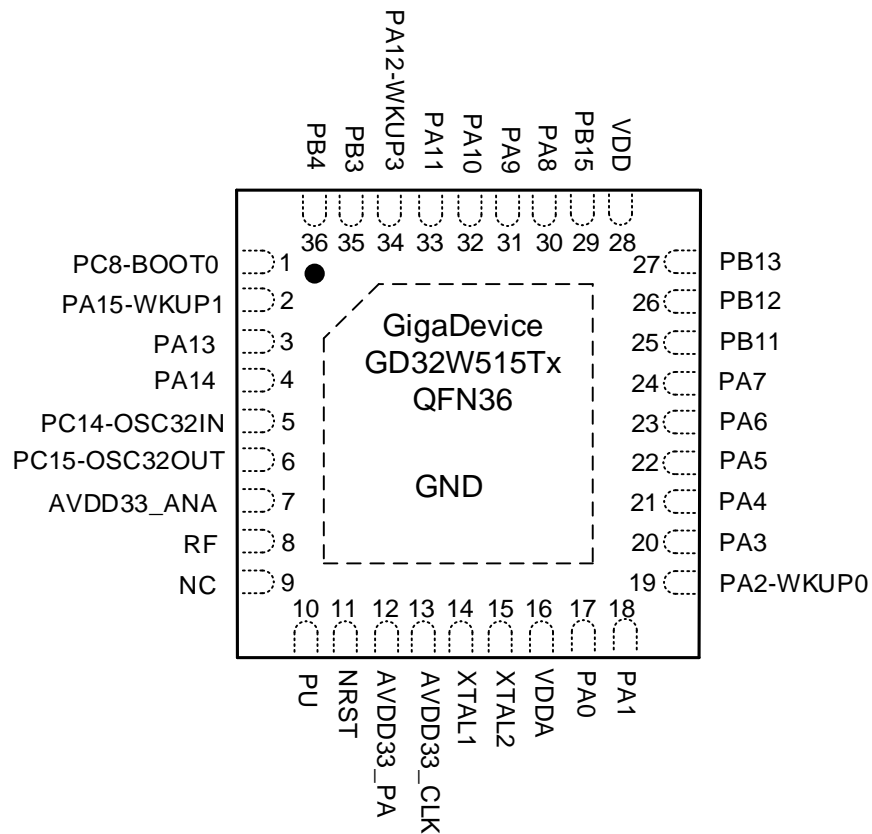 PB4
PB3
PA12-WKUP3
PA11
PA10
PA9
PA8
PB15
VDD
36 35 34 33 32 31 30 29 28
PC8-BOOT0 1
PA15-WKUP1 2
PA13 3
PA14 4
PC14-OSC32IN 5
PC15-OSC32OUT 6
AVDD33_ANA 7
RF 8
NC 9
GigaDevice
GD32W515Tx
QFN36
GND
27 PB13
26 PB12
25 PB11
24 PA7
23 PA6
22 PA5
21 PA4
20 PA3
19 PA2-WKUP0
10 11 12 13 14 15 16 17 18
PU
NRST
AVDD33_PA
AVDD33_CLK
XTAL1
XTAL2
VDDA
PA0
PA1